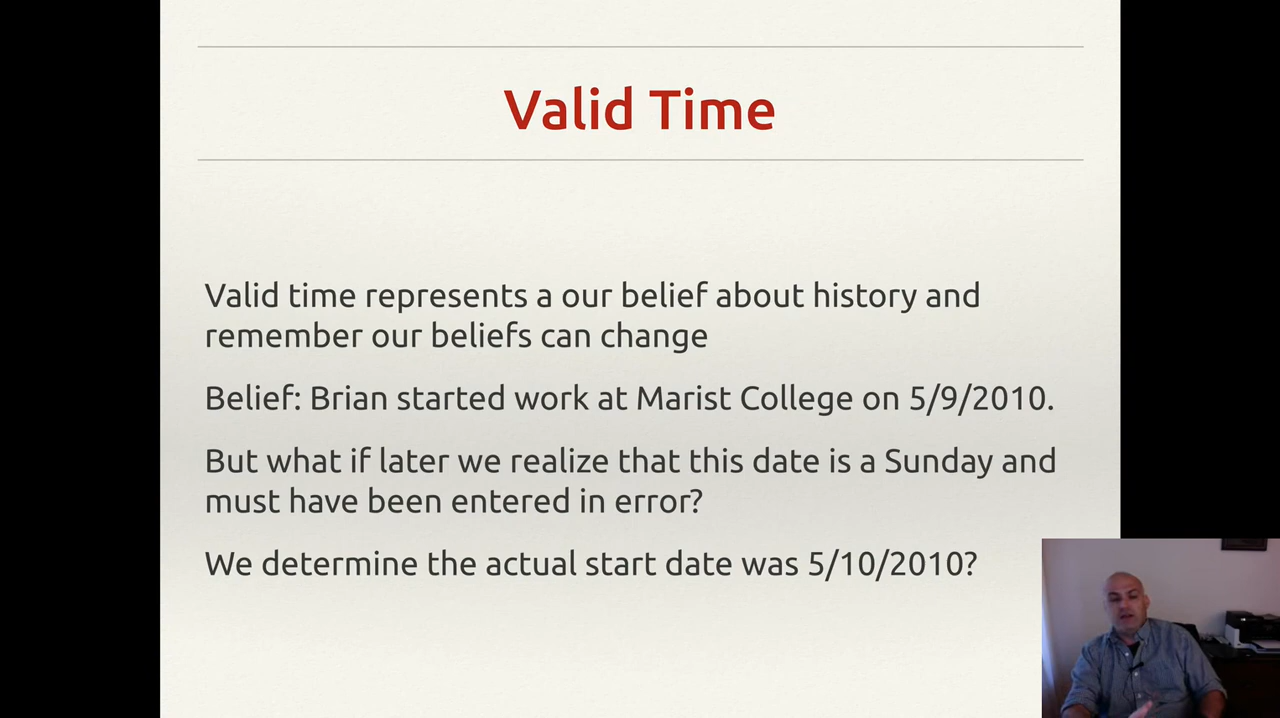 Valid Time
Valid time represents a our belief about history and
remember our beliefs can change
Belief: Brian started work at Marist College on 5/9/2010.
But what if later we realize that this date is a Sunday and
must have been entered in error?
We determine the actual start date was 5/10/2010?